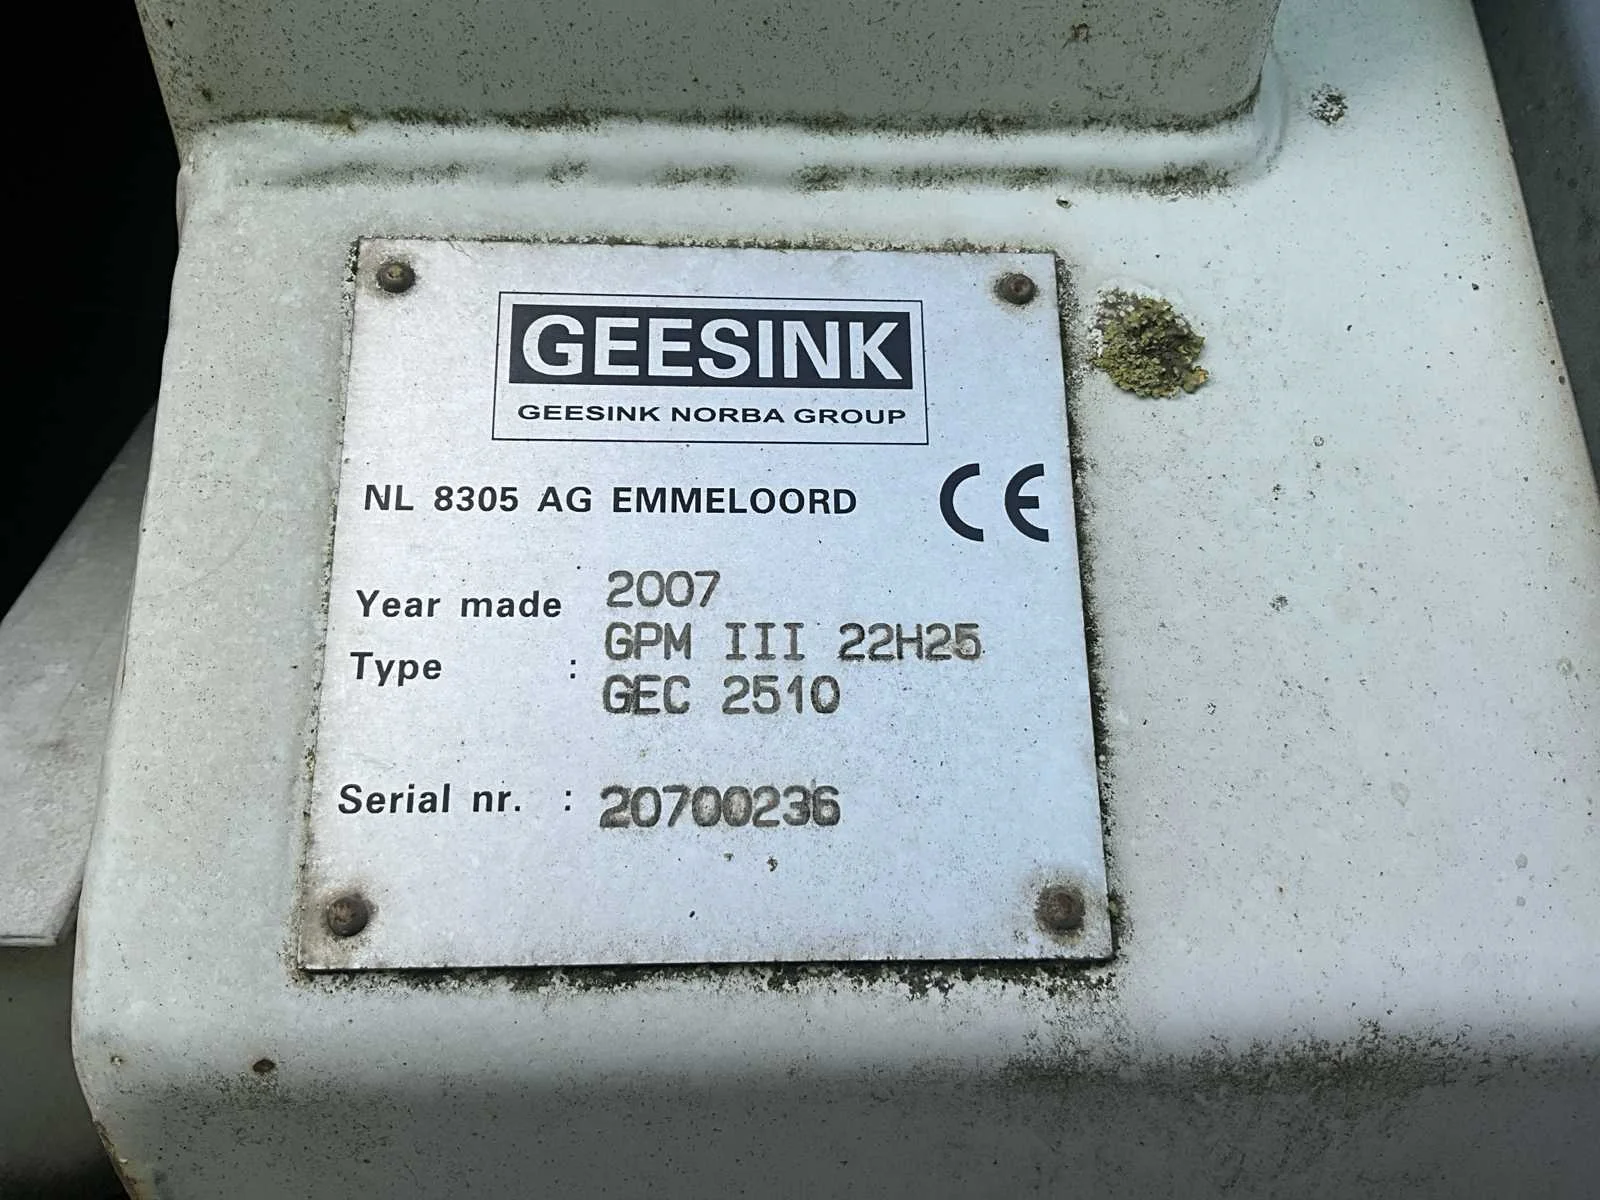 GEESINK
GEESINK NORBA GROUP
NL 8305 AG EMMELOORD CE
Year made 2007
Type : GPM III 22H25
GEC 2510
Serial nr. : 20700236